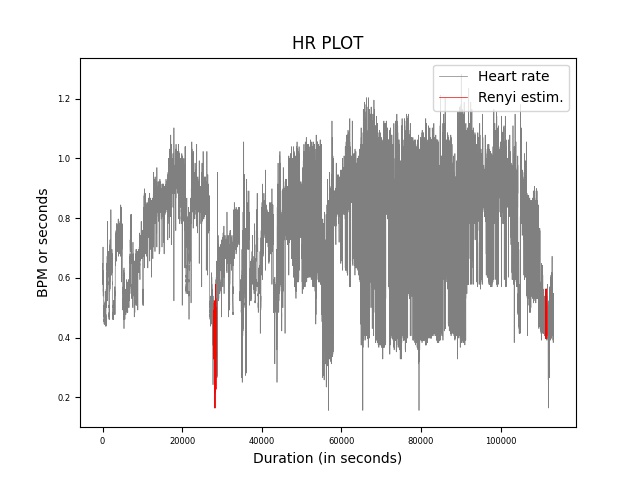 HR PLOT
Heart rate
Renyi estim.
BPM or seconds
1.2
1.0
0.8
0.6
0.4
0.2
0
20000
40000
60000
80000
100000
Duration (in seconds)